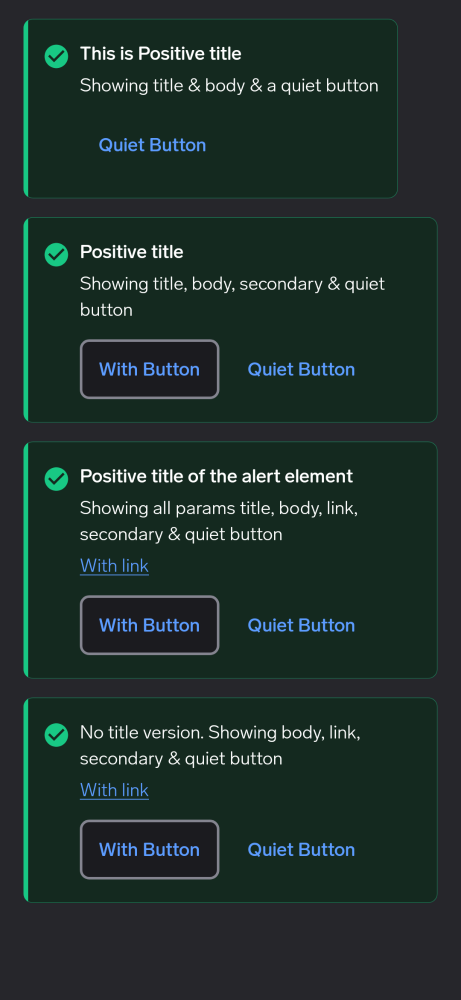 This is Positive title
Showing title & body & a quiet button
Quiet Button
Positive title
Showing title, body, secondary & quiet
button
With Button
Quiet Button
Positive title of the alert element
Showing all params title, body, link,
secondary & quiet button
With link
With Button
Quiet Button
No title version. Showing body, link,
secondary & quiet button
With link
With Button
Quiet Button